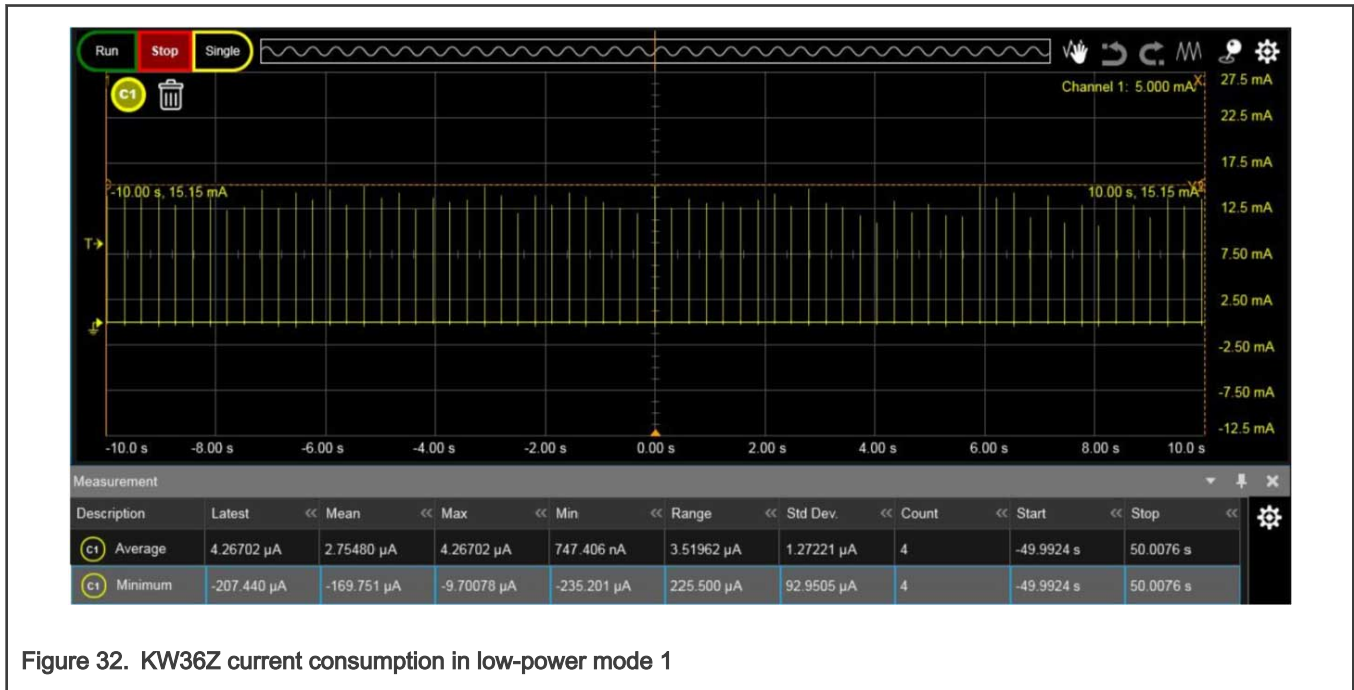 Run Stop Single
C1 Channel 1: 5.000 mA X 27.5 mA
22.5 mA
17.5 mA
-10.00 s, 15.15 mA 10.00 s, 15.15 mA
12.5 mA
T 7.50 mA
2.50 mA
-2.50 mA
-7.50 mA
-12.5 mA
-10.0 s -8.00 s -6.00 s -4.00 s -2.00 s 0.00 s 2.00 s 4.00 s 6.00 s 8.00 s 10.0 s
Measurement
Description Latest << Mean << Max << Min << Range << Std Dev. << Count << Start << Stop <<
C1 Average 4.26702 µA 2.75480 µA 4.26702 µA 747.406 nA 3.51962 µA 1.27221 µA 4 -49.9924 s 50.0076 s
C1 Minimum -207.440 µA -169.751 µA -9.70078 µA -235.201 µA 225.500 µA 92.9505 µA 4 -49.9924 s 50.0076 s
Figure 32. KW36Z current consumption in low-power mode 1